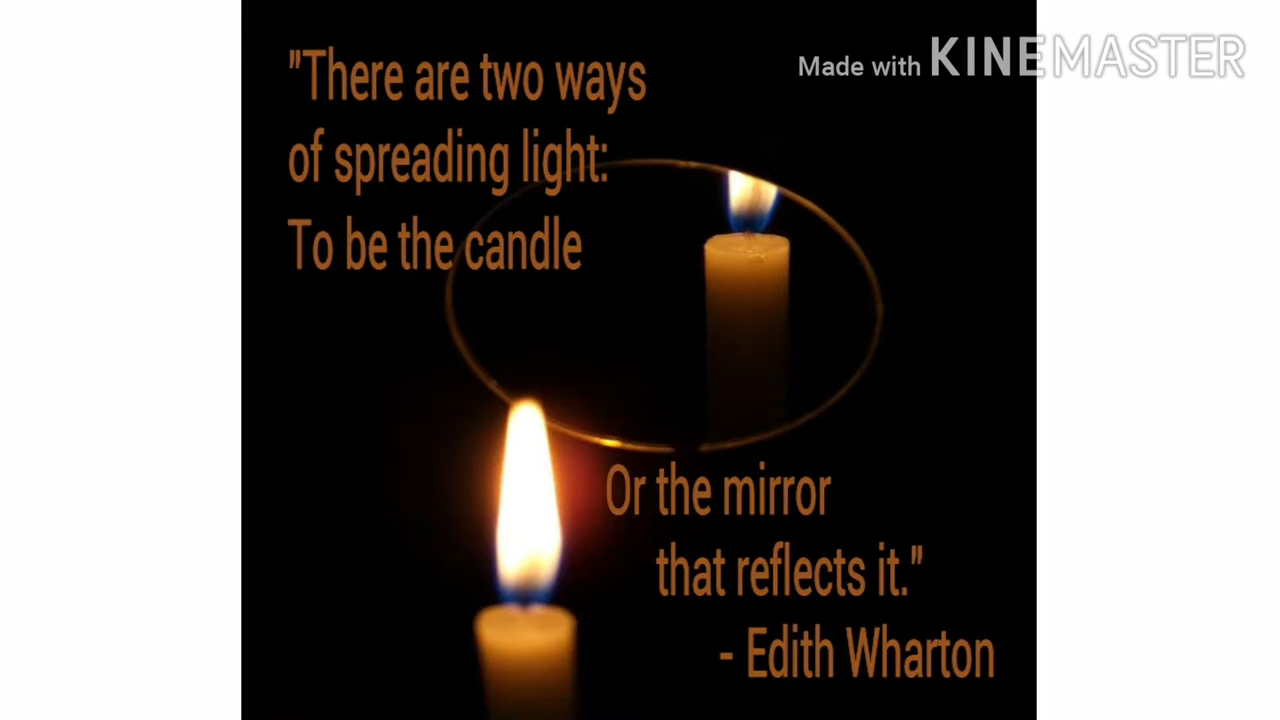 "There are two ways
of spreading light:
To be the candle
Or the mirror
that reflects it."
- Edith Wharton
Made with KINEMASTER